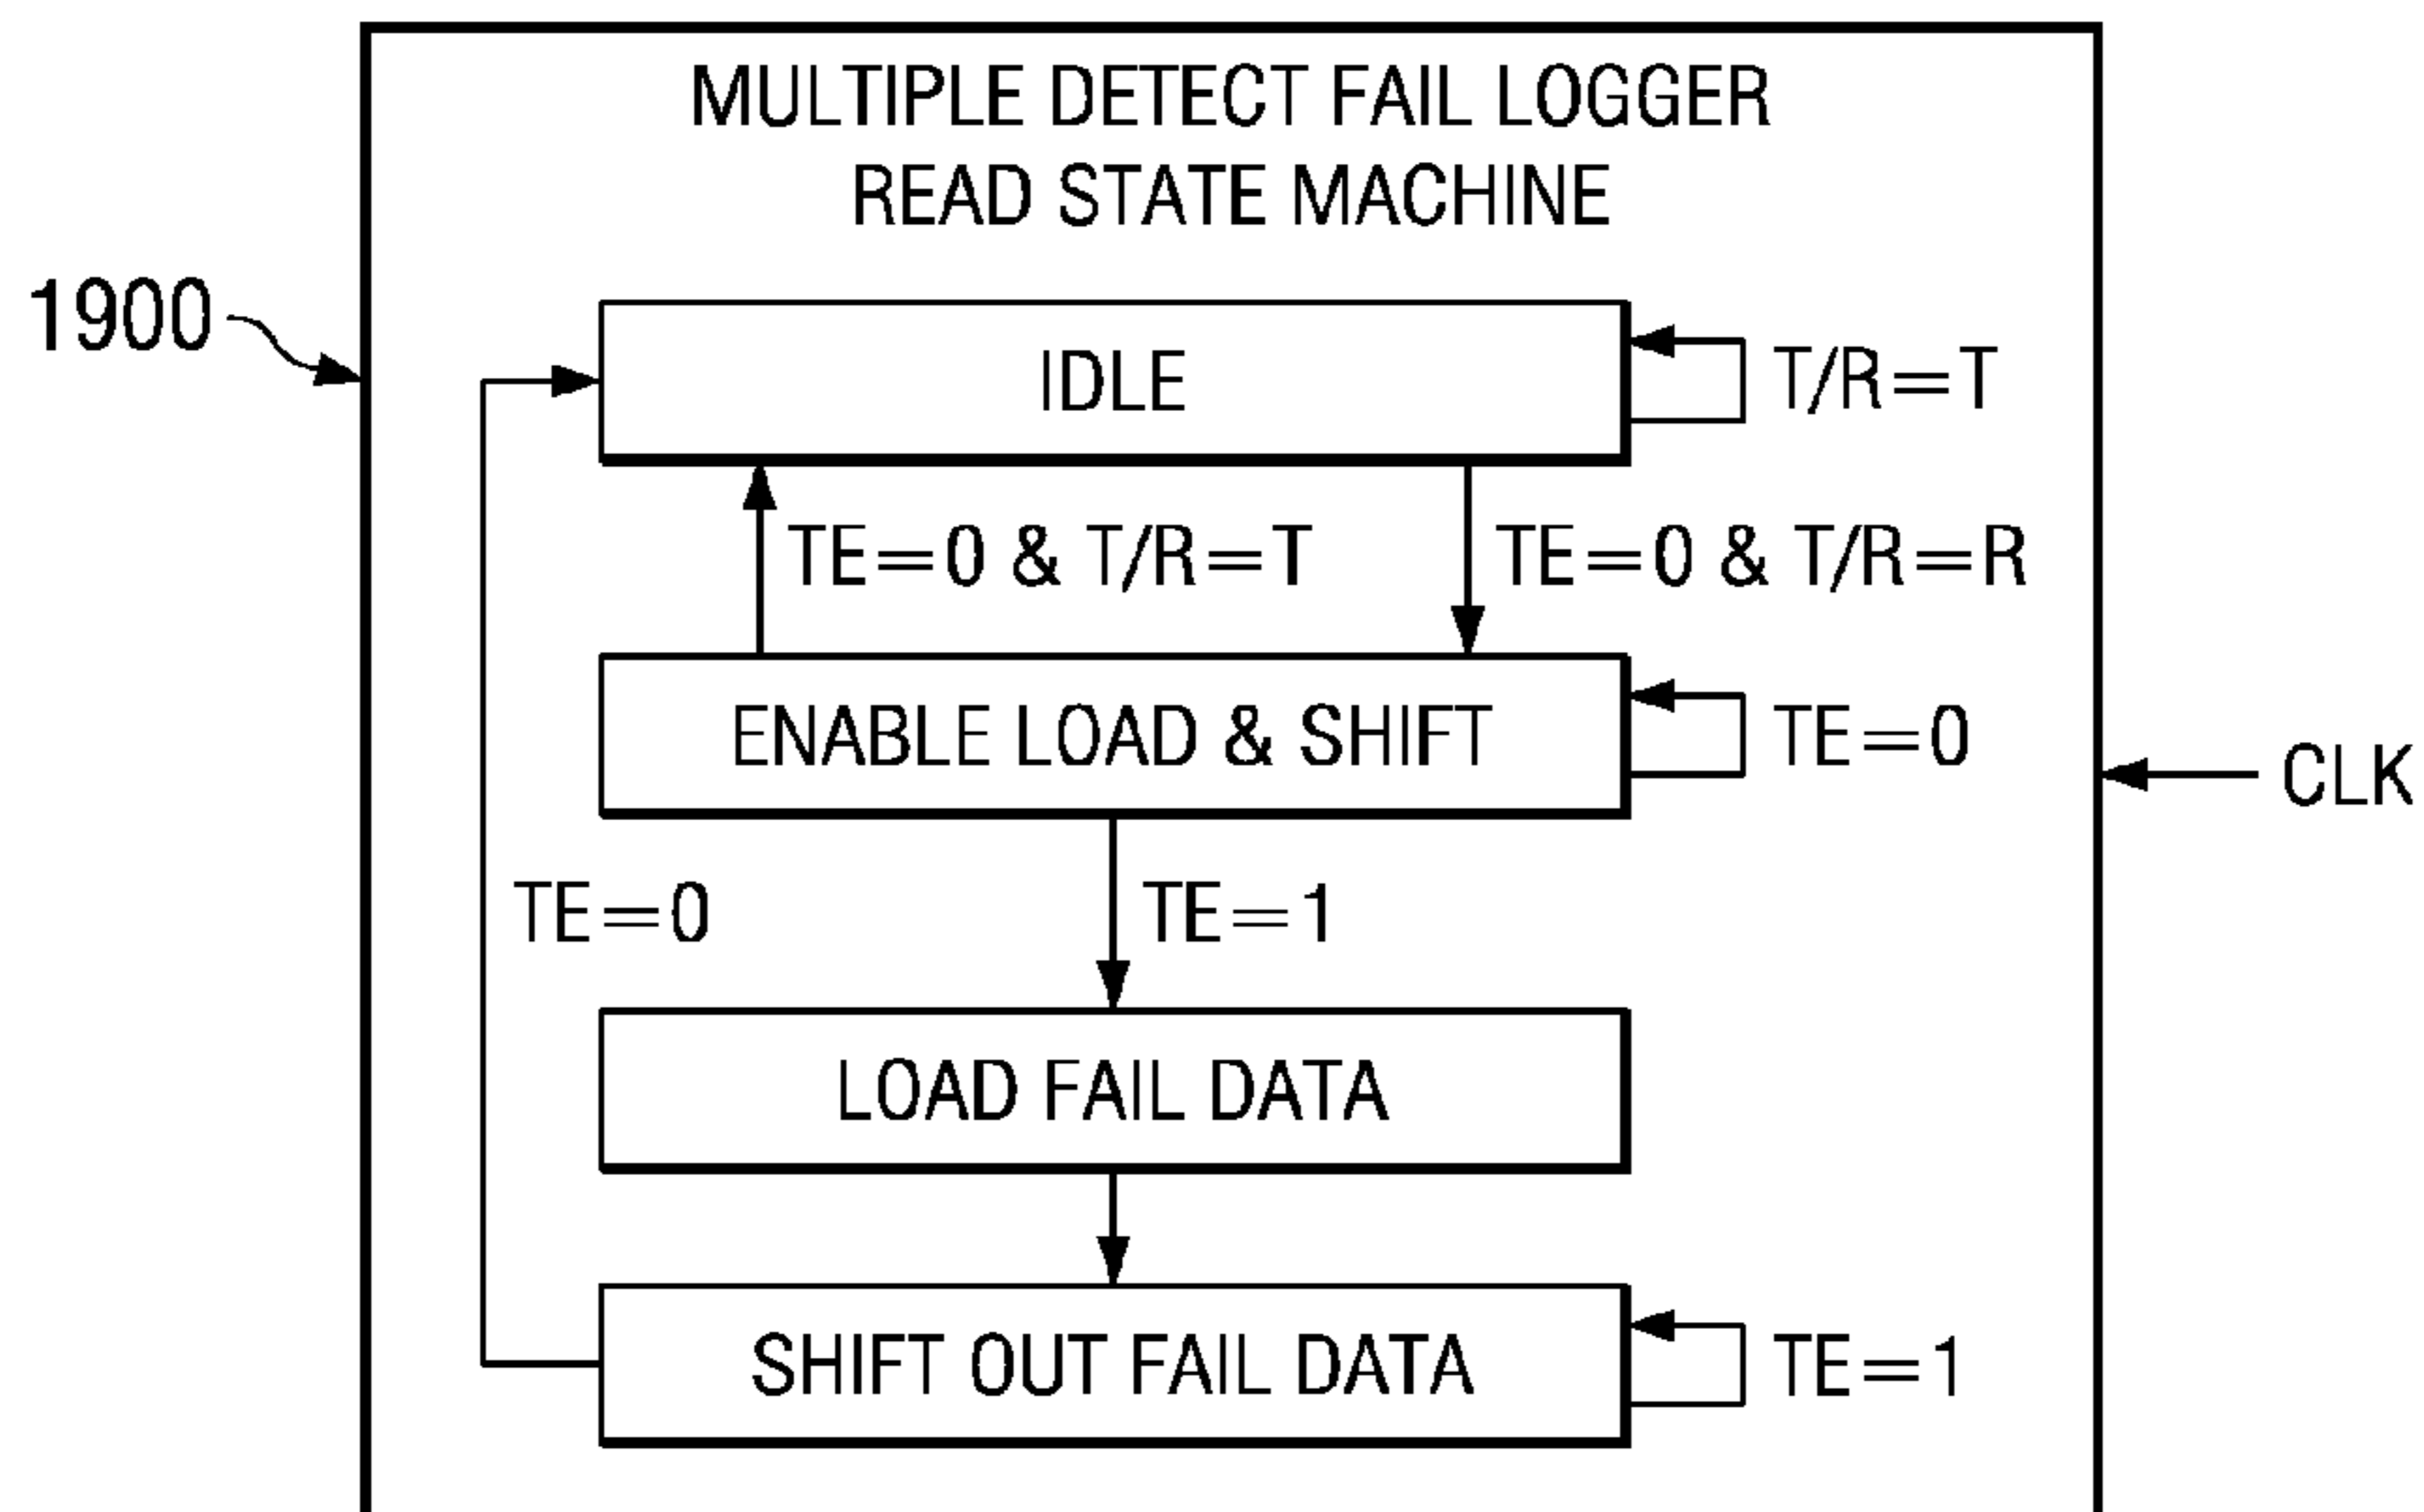 MULTIPLE DETECT FAIL LOGGER
READ STATE MACHINE
1900
IDLE
T/R=T
TE=0 & T/R=T
TE=0 & T/R=R
ENABLE LOAD & SHIFT
TE=0
CLK
TE=0
TE=1
LOAD FAIL DATA
SHIFT OUT FAIL DATA
TE=1